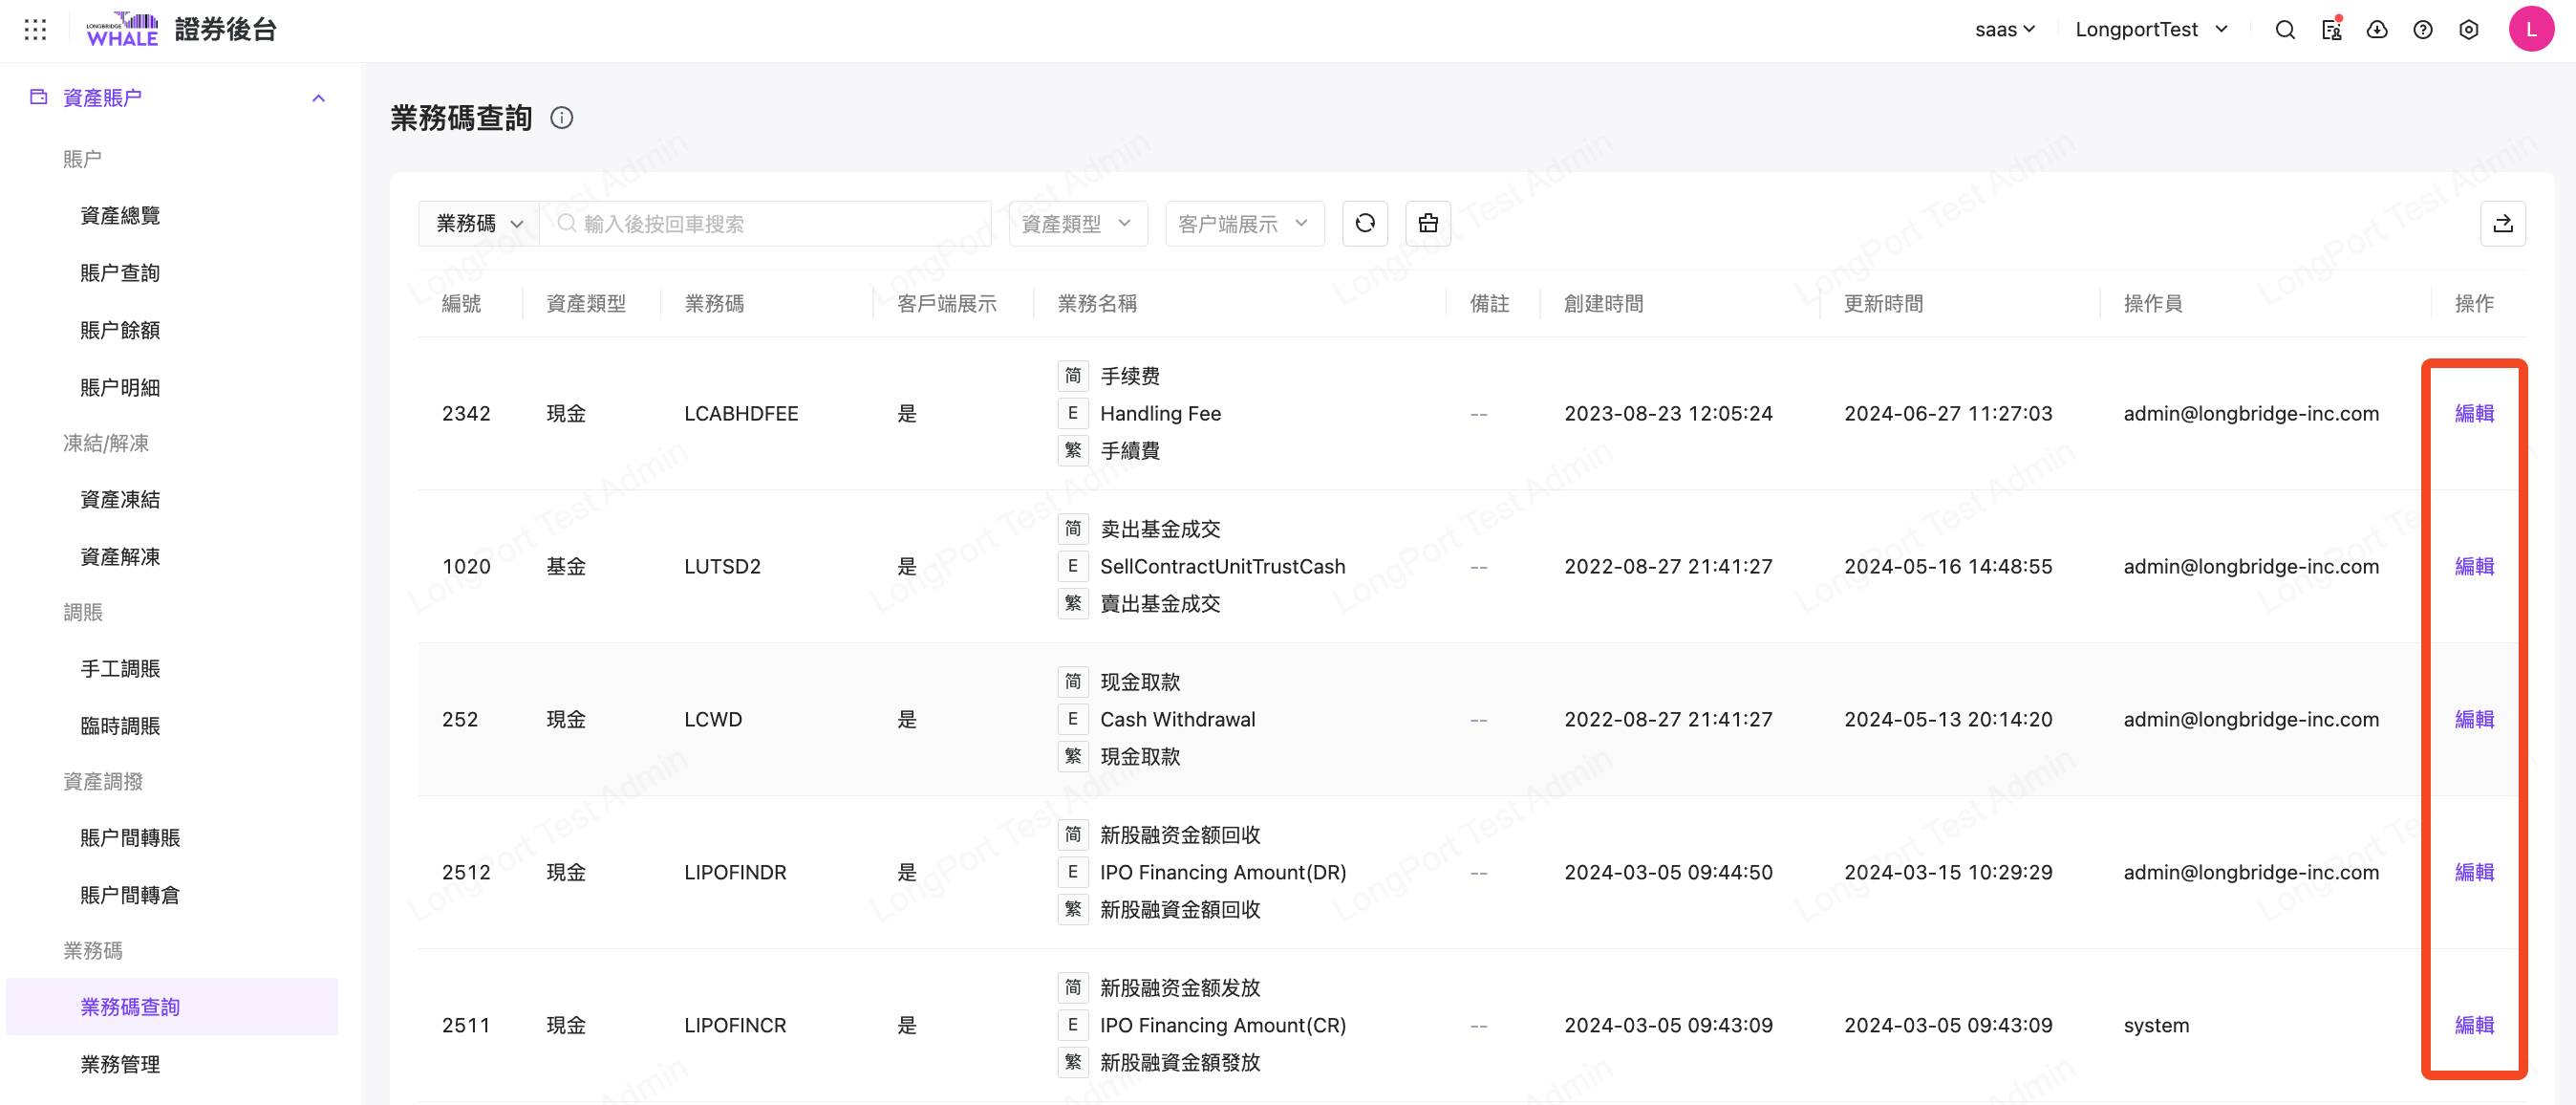 LONGBRIDGE
WHALE
證券後台
saas
LongportTest
L
資產賬户
賬户
資產總覽
賬户查詢
賬户餘額
賬户明細
凍結/解凍
資產凍結
資產解凍
調賬
手工調賬
臨時調賬
資產調撥
賬户間轉賬
賬户間轉倉
業務碼
業務碼查詢
業務管理
業務碼查詢
業務碼 輸入後按回車搜索 資產類型 客户端展示
編號 資產類型 業務碼 客戶端展示 業務名稱 備註 創建時間 更新時間 操作員 操作
简 手续费
2342 現金 LCABHDFEE 是 E Handling Fee -- 2023-08-23 12:05:24 2024-06-27 11:27:03 admin@longbridge-inc.com 編輯
繁 手續費
简 卖出基金成交
1020 基金 LUTSD2 是 E SellContractUnitTrustCash -- 2022-08-27 21:41:27 2024-05-16 14:48:55 admin@longbridge-inc.com 編輯
繁 賣出基金成交
简 现金取款
252 現金 LCWD 是 E Cash Withdrawal -- 2022-08-27 21:41:27 2024-05-13 20:14:20 admin@longbridge-inc.com 編輯
繁 現金取款
简 新股融资金额回收
2512 現金 LIPOFINDR 是 E IPO Financing Amount(DR) -- 2024-03-05 09:44:50 2024-03-15 10:29:29 admin@longbridge-inc.com 編輯
繁 新股融資金額回收
简 新股融资金额发放
2511 現金 LIPOFINCR 是 E IPO Financing Amount(CR) -- 2024-03-05 09:43:09 2024-03-05 09:43:09 system 編輯
繁 新股融資金額發放
LongPort Test Admin